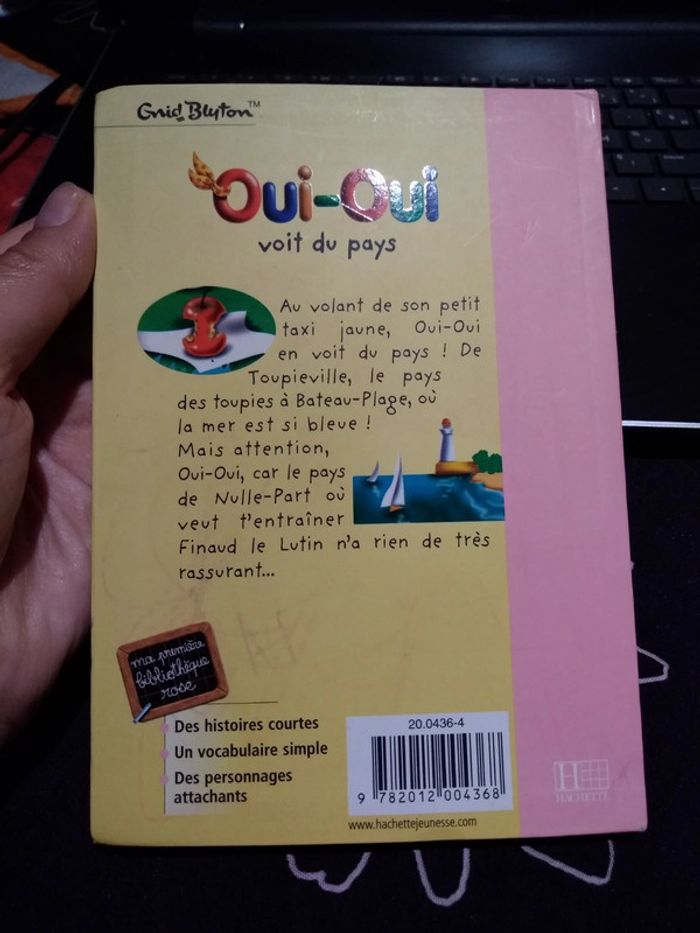 Enid Blyton™
Oui-Oui
voit du pays
Au volant de son petit
taxi jaune, Oui-Oui
en voit du pays ! De
Toupieville, le pays
des toupies à Bateau-Plage, où
la mer est si bleue !
Mais attention,
Oui-Oui, car le pays
de Nulle-Part où
veut t'entraîner
Finaud le Lutin n'a rien de très
rassurant...
ma première
bibliothèque
rose
Des histoires courtes
Un vocabulaire simple
Des personnages
attachants
20.0436-4
9 782012 004368
www.hachettejeunesse.com
H
HACHETTE